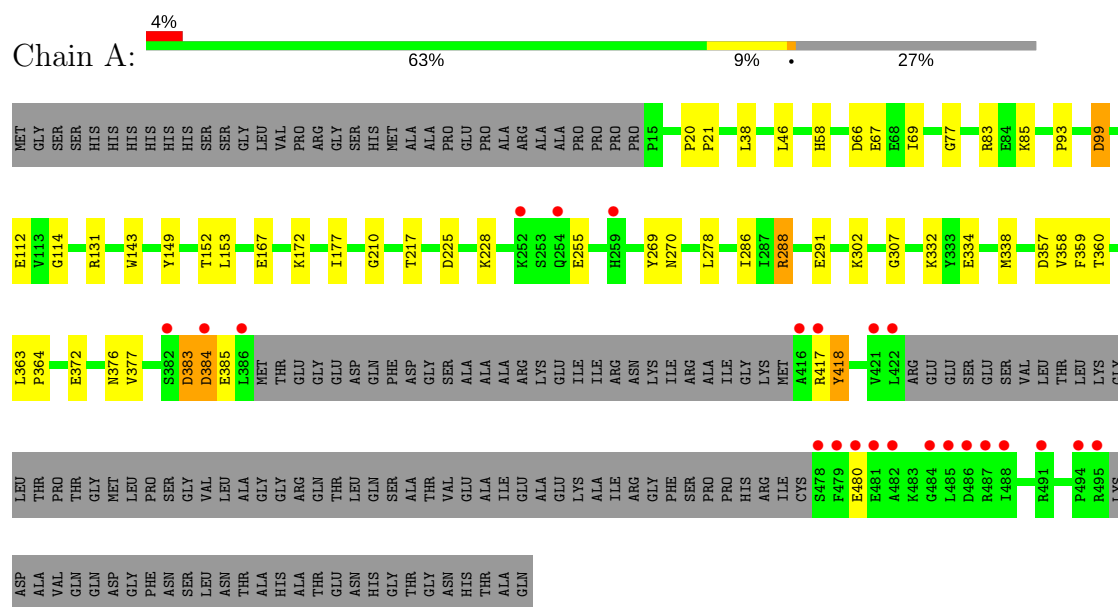 4%
Chain A:
63% 9% • 27%
MET GLY SER SER HIS HIS HIS HIS HIS HIS SER SER GLY LEU VAL PRO ARG GLY SER HIS MET ALA ALA PRO GLU PRO ALA ARG ALA ALA PRO PRO PRO PRO P15 P20 P21 L38 L46 H58 D66 E67 E68 I69 G77 R83 E84 K85 P93 D99
E112 V113 G114 R131 W143 Y149 T152 L153 E167 K172 I177 G210 T217 D225 K228 K252 S253 Q254 E255 H259 Y269 N270 L278 I286 I287 R288 E291 K302 G307 K332 Y333 E334 M338 D357 V358 F359 T360
L363 P364 E372 N376 V377 S382 D383 D384 E385 L386 MET THR GLU GLY GLU ASP GLN PHE ASP GLY SER ALA ALA ALA ARG LYS GLU ILE ILE ARG ASN LYS ILE ARG ALA ILE GLY LYS MET A416 R417 Y418 V421 L422 ARG GLU GLU SER GLU SER VAL LEU THR LEU LYS GLY
LEU THR PRO THR GLY MET LEU PRO SER GLY VAL LEU ALA GLY GLY ARG GLN THR LEU GLN SER ALA THR VAL GLU ALA ILE GLU ALA GLU LYS ALA ILE ARG GLY PHE SER PRO PRO HIS ARG ILE CYS S478 F479 E480 E481 A482 K483 G484 L485 D486 R487 I488 R491 P494 R495 LYS
ASP ALA VAL GLN GLN ASP GLY PHE ASN SER LEU ASN THR ALA HIS ALA THR GLU ASN HIS GLY THR GLY ASN HIS THR ALA GLN